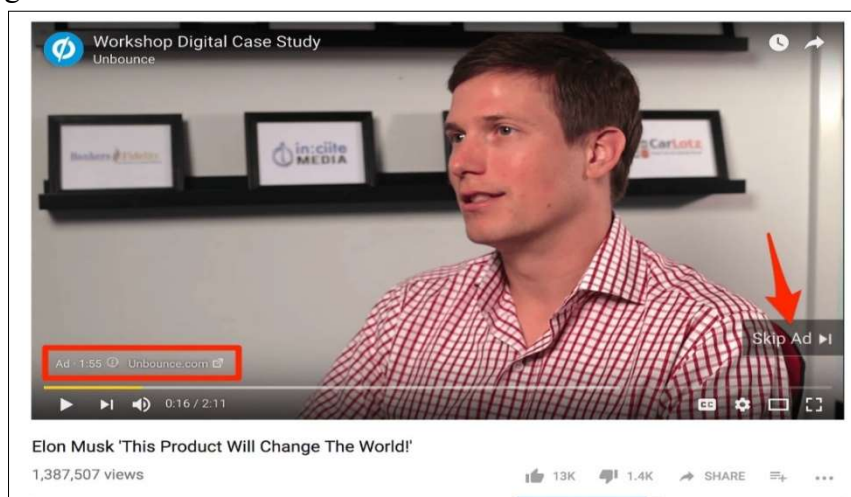 Workshop Digital Case Study
Unbounce
in:ciite
MEDIA
CarLotz
Bankers Fidelity
Skip Ad
Ad · 1:55 Unbounce.com
0:16 / 2:11
CC
Elon Musk 'This Product Will Change The World!'
1,387,507 views
13K 1.4K SHARE